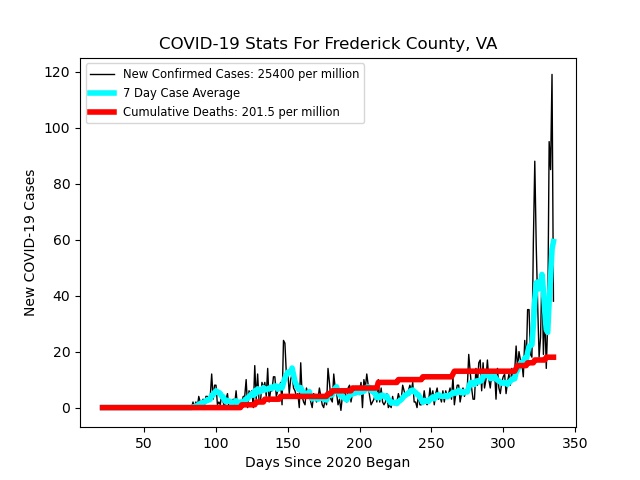 COVID-19 Stats For Frederick County, VA
New Confirmed Cases: 25400 per million
7 Day Case Average
Cumulative Deaths: 201.5 per million
New COVID-19 Cases
120
100
80
60
40
20
0
50 100 150 200 250 300 350
Days Since 2020 Began